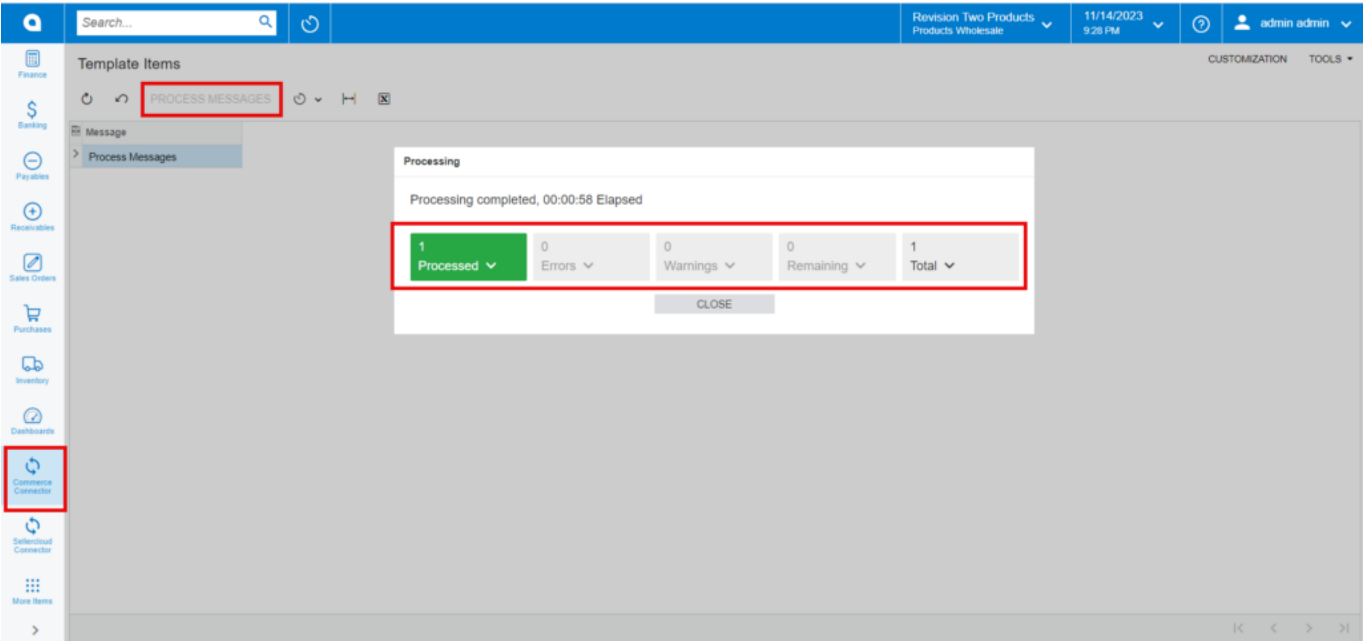 Search...
Revision Two Products
Products Wholesale
11/14/2023
9:28 PM
admin admin
Finance
Banking
Payables
Receivables
Sales Orders
Purchases
Inventory
Dashboards
Commerce
Connector
Sellercloud
Connector
More Items
Template Items
CUSTOMIZATION
TOOLS
PROCESS MESSAGES
Message
Process Messages
Processing
Processing completed, 00:00:58 Elapsed
1
Processed
0
Errors
0
Warnings
0
Remaining
1
Total
CLOSE